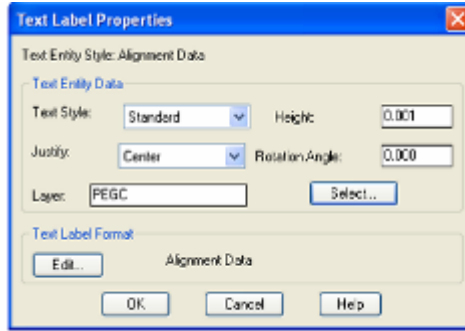 Text Label Properties
Text Entity Style: Alignment Data
Text Entity Data
Text Style: Standard Height: 0.001
Justify: Center Rotation Angle: 0.000
Layer: PEGC Select...
Text Label Format
Edit... Alignment Data
OK Cancel Help